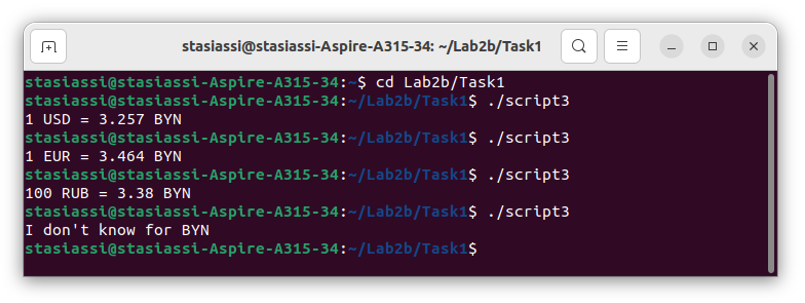 stasiassi@stasiassi-Aspire-A315-34: ~/Lab2b/Task1
stasiassi@stasiassi-Aspire-A315-34:~$ cd Lab2b/Task1
stasiassi@stasiassi-Aspire-A315-34:~/Lab2b/Task1$ ./script3
1 USD = 3.257 BYN
stasiassi@stasiassi-Aspire-A315-34:~/Lab2b/Task1$ ./script3
1 EUR = 3.464 BYN
stasiassi@stasiassi-Aspire-A315-34:~/Lab2b/Task1$ ./script3
100 RUB = 3.38 BYN
stasiassi@stasiassi-Aspire-A315-34:~/Lab2b/Task1$ ./script3
I don't know for BYN
stasiassi@stasiassi-Aspire-A315-34:~/Lab2b/Task1$